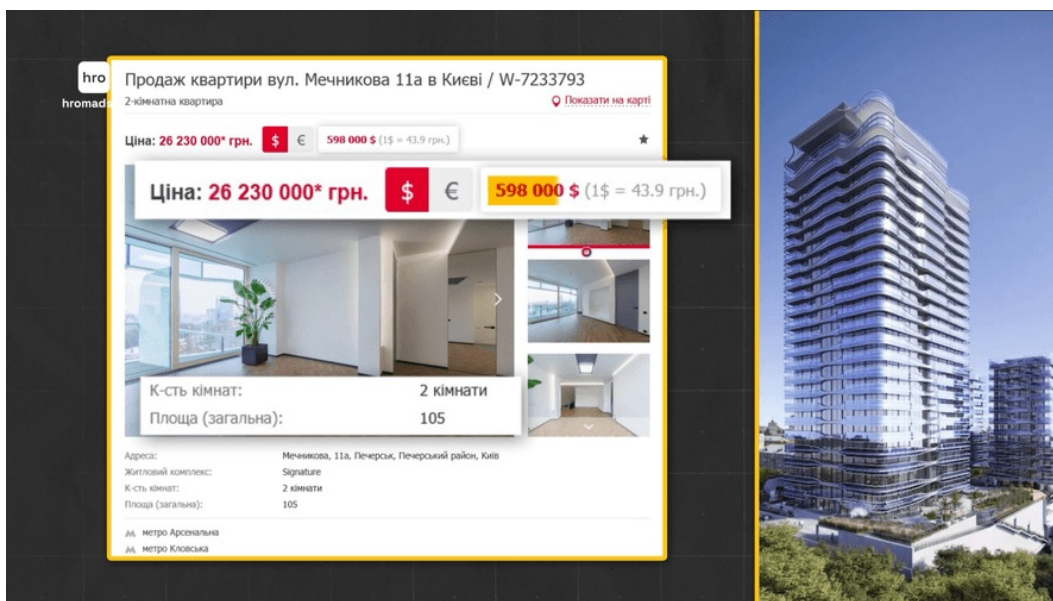 hro
hromads
Продаж квартири вул. Мечникова 11а в Києві / W-7233793
2-кімнатна квартира
Показати на карті
Ціна: 26 230 000* грн. $ € 598 000 $ (1$ = 43.9 грн.)
Ціна: 26 230 000* грн. $ € 598 000 $ (1$ = 43.9 грн.)
К-сть кімнат: 2 кімнати
Площа (загальна): 105
Адреса: Мечникова, 11а, Печерськ, Печерський район, Київ
Житловий комплекс: Signature
К-сть кімнат: 2 кімнати
Площа (загальна): 105
метро Арсенальна
метро Кловська